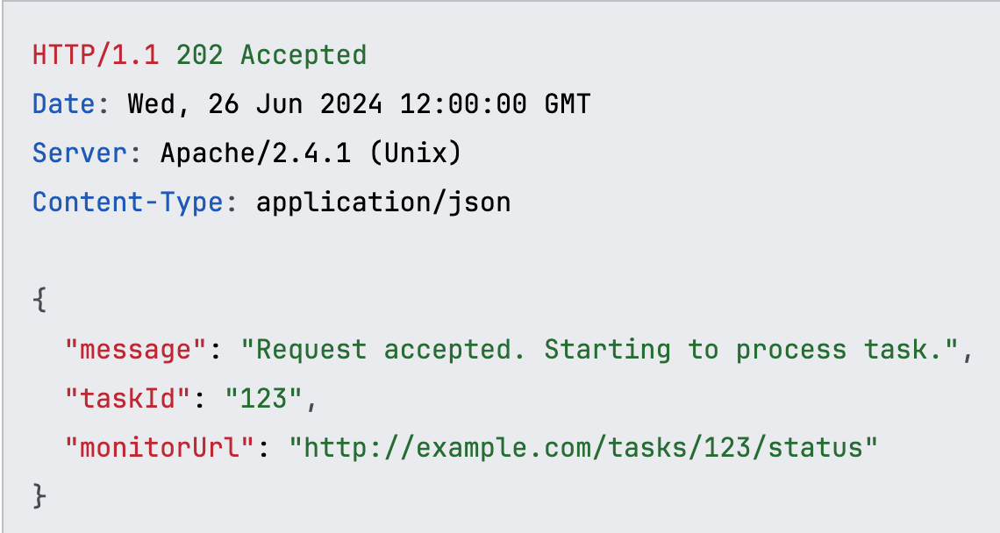 HTTP/1.1 202 Accepted
Date: Wed, 26 Jun 2024 12:00:00 GMT
Server: Apache/2.4.1 (Unix)
Content-Type: application/json

{
  "message": "Request accepted. Starting to process task.",
  "taskId": "123",
  "monitorUrl": "http://example.com/tasks/123/status"
}